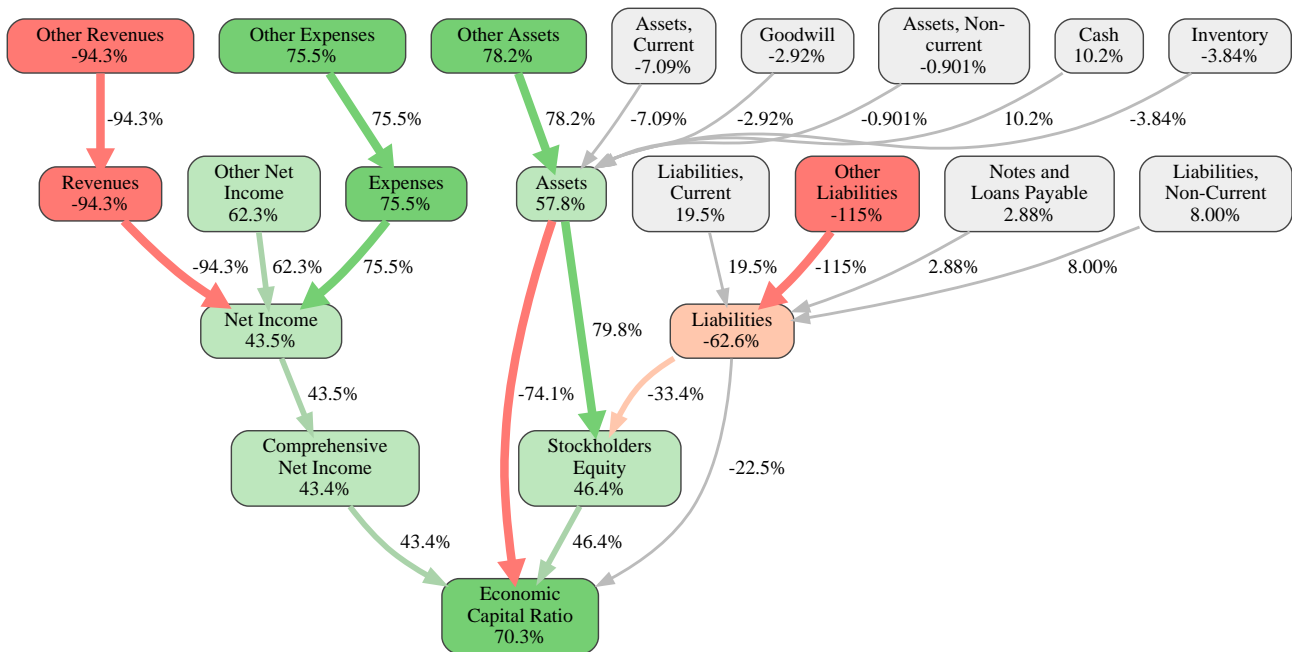 Other Revenues
-94.3%
Other Expenses
75.5%
Other Assets
78.2%
Assets,
Current
-7.09%
Goodwill
-2.92%
Assets, Non-
current
-0.901%
Cash
10.2%
Inventory
-3.84%
-94.3%
75.5%
78.2%
-7.09%
-2.92%
-0.901%
10.2%
-3.84%
Revenues
-94.3%
Other Net
Income
62.3%
Expenses
75.5%
Assets
57.8%
Liabilities,
Current
19.5%
Other
Liabilities
-115%
Notes and
Loans Payable
2.88%
Liabilities,
Non-Current
8.00%
-94.3%
62.3%
75.5%
19.5%
-115%
2.88%
8.00%
Net Income
43.5%
79.8%
Liabilities
-62.6%
43.5%
-74.1%
-33.4%
Comprehensive
Net Income
43.4%
Stockholders
Equity
46.4%
-22.5%
43.4%
46.4%
Economic
Capital Ratio
70.3%